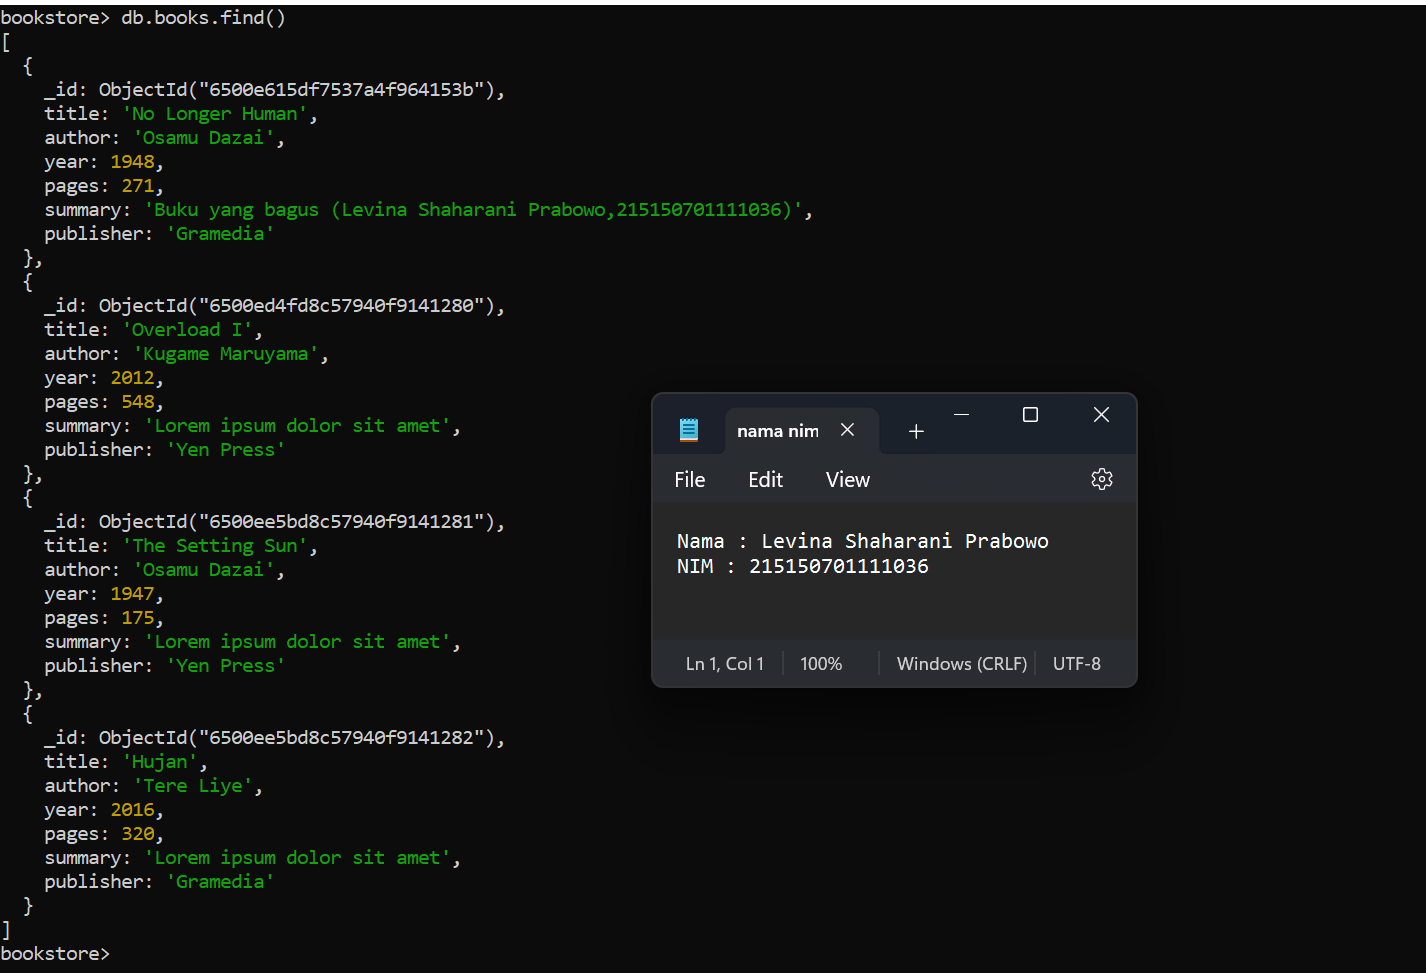 bookstore> db.books.find()
[
  {
    _id: ObjectId("6500e615df7537a4f964153b"),
    title: 'No Longer Human',
    author: 'Osamu Dazai',
    year: 1948,
    pages: 271,
    summary: 'Buku yang bagus (Levina Shaharani Prabowo,215150701111036)',
    publisher: 'Gramedia'
  },
  {
    _id: ObjectId("6500ed4fd8c57940f9141280"),
    title: 'Overload I',
    author: 'Kugame Maruyama',
    year: 2012,
    pages: 548,
    summary: 'Lorem ipsum dolor sit amet',
    publisher: 'Yen Press'
  },
  {
    _id: ObjectId("6500ee5bd8c57940f9141281"),
    title: 'The Setting Sun',
    author: 'Osamu Dazai',
    year: 1947,
    pages: 175,
    summary: 'Lorem ipsum dolor sit amet',
    publisher: 'Yen Press'
  },
  {
    _id: ObjectId("6500ee5bd8c57940f9141282"),
    title: 'Hujan',
    author: 'Tere Liye',
    year: 2016,
    pages: 320,
    summary: 'Lorem ipsum dolor sit amet',
    publisher: 'Gramedia'
  }
]
bookstore>
nama nim
File Edit View
Nama : Levina Shaharani Prabowo
NIM : 215150701111036
Ln 1, Col 1 100% Windows (CRLF) UTF-8